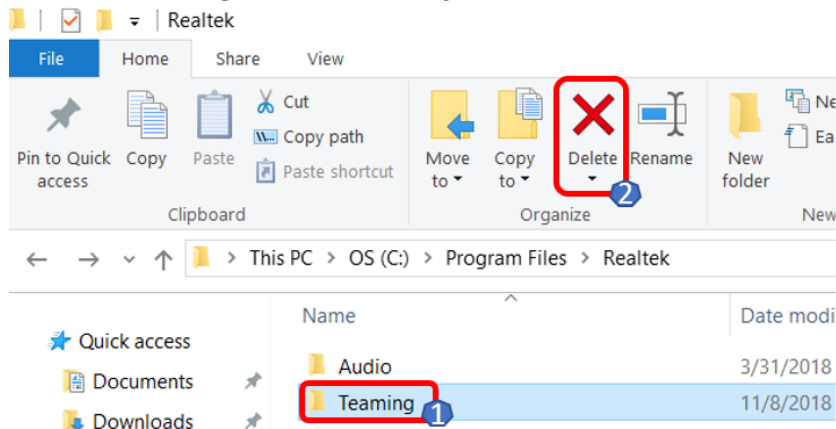 Realtek
File Home Share View
Pin to Quick access
Copy
Paste
Cut
Copy path
Paste shortcut
Move to
Copy to
Delete
Rename
New folder
2
Clipboard Organize New
This PC > OS (C:) > Program Files > Realtek
Name Date modi
Quick access
Documents
Downloads
Audio 3/31/2018
Teaming 11/8/2018
1